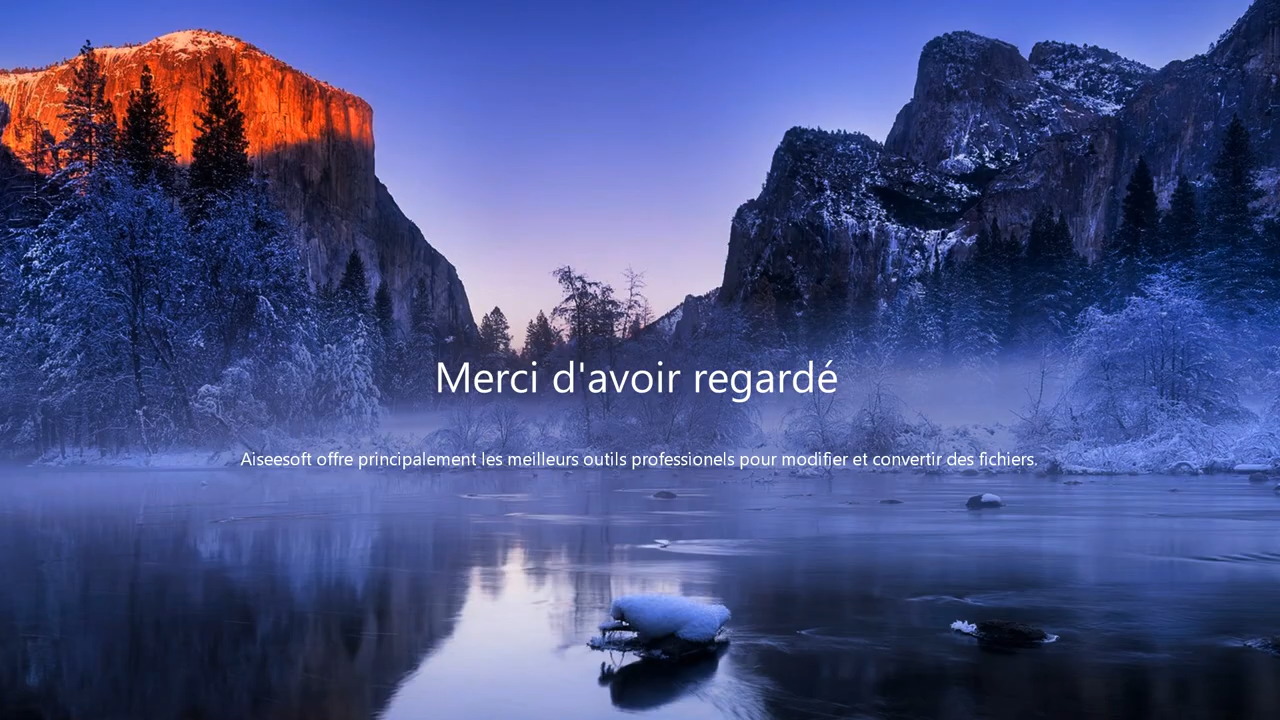 Merci d'avoir regardé
Aiseesoft offre principalement les meilleurs outils professionels pour modifier et convertir des fichiers.